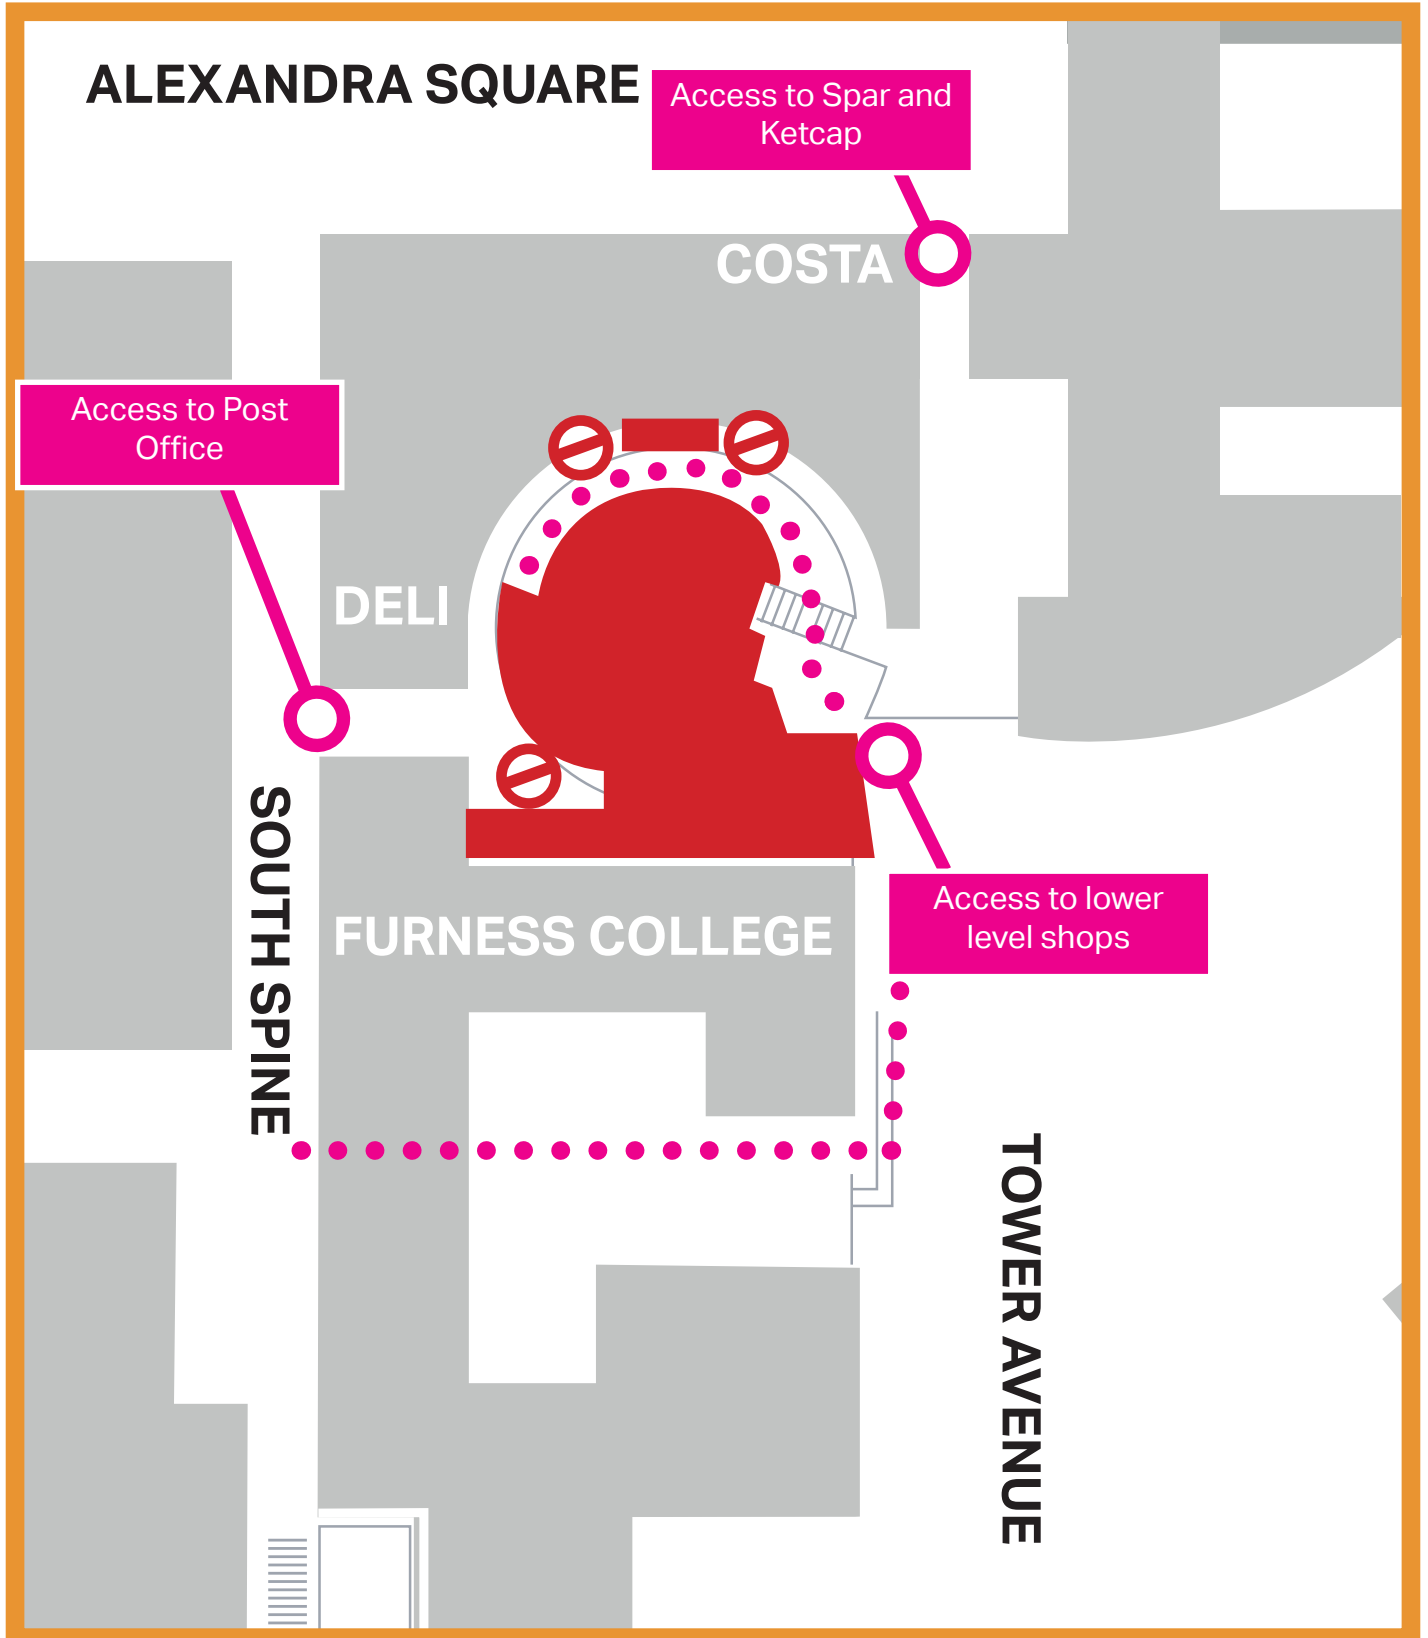 ALEXANDRA SQUARE
Access to Spar and
Ketcap
COSTA
Access to Post
Office
DELI
SOUTH SPINE
Access to lower
level shops
FURNESS COLLEGE
TOWER AVENUE